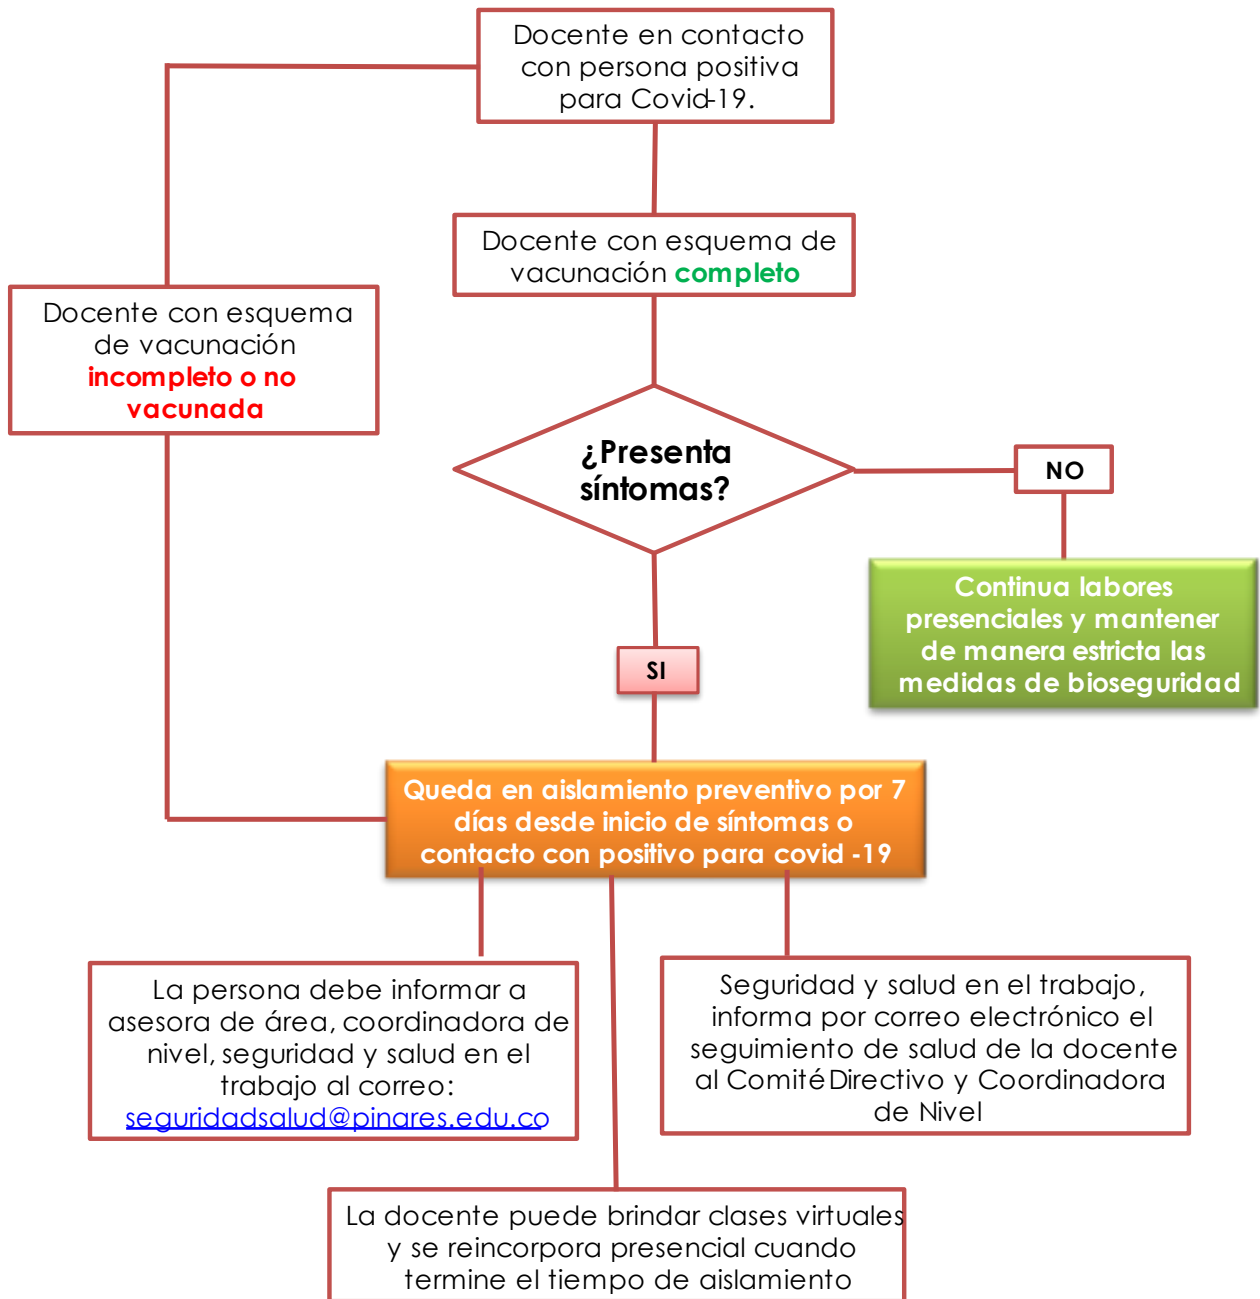 Docente en contacto
con persona positiva
para Covid-19.
Docente con esquema de
vacunación completo
Docente con esquema
de vacunación
incompleto o no
vacunada
¿Presenta
síntomas?
NO
Continua labores
presenciales y mantener
de manera estricta las
medidas de bioseguridad
SI
Queda en aislamiento preventivo por 7
días desde inicio de síntomas o
contacto con positivo para covid -19
La persona debe informar a
asesora de área, coordinadora de
nivel, seguridad y salud en el
trabajo al correo:
seguridadsalud@pinares.edu.co
Seguridad y salud en el trabajo,
informa por correo electrónico el
seguimiento de salud de la docente
al Comité Directivo y Coordinadora
de Nivel
La docente puede brindar clases virtuales
y se reincorpora presencial cuando
termine el tiempo de aislamiento